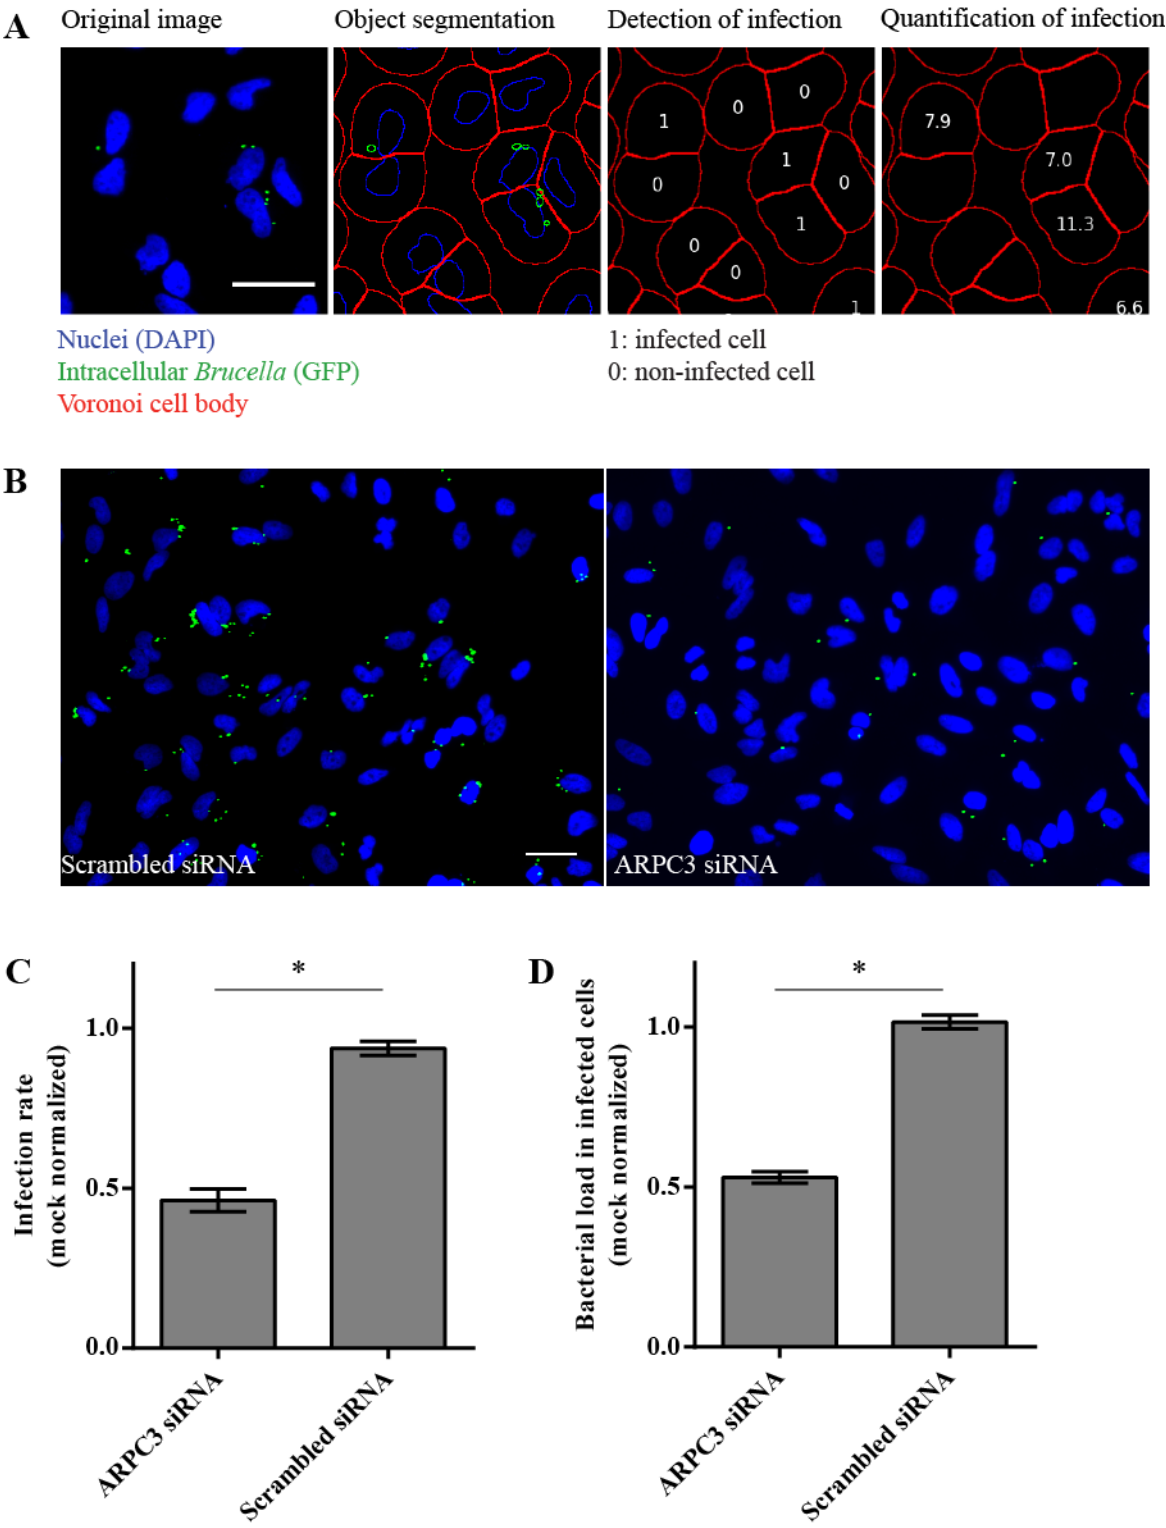 A
Original image
Object segmentation
Detection of infection
Quantification of infection
1
0
0
1
0
0
1
0
0
1
7.9
7.0
11.3
6.6
Nuclei (DAPI)
Intracellular Brucella (GFP)
Voronoi cell body
1: infected cell
0: non-infected cell
B
Scrambled siRNA
ARPC3 siRNA
C
*
Infection rate
(mock normalized)
1.0
0.5
0.0
ARPC3 siRNA
Scrambled siRNA
D
*
Bacterial load in infected cells
(mock normalized)
1.0
0.5
0.0
ARPC3 siRNA
Scrambled siRNA